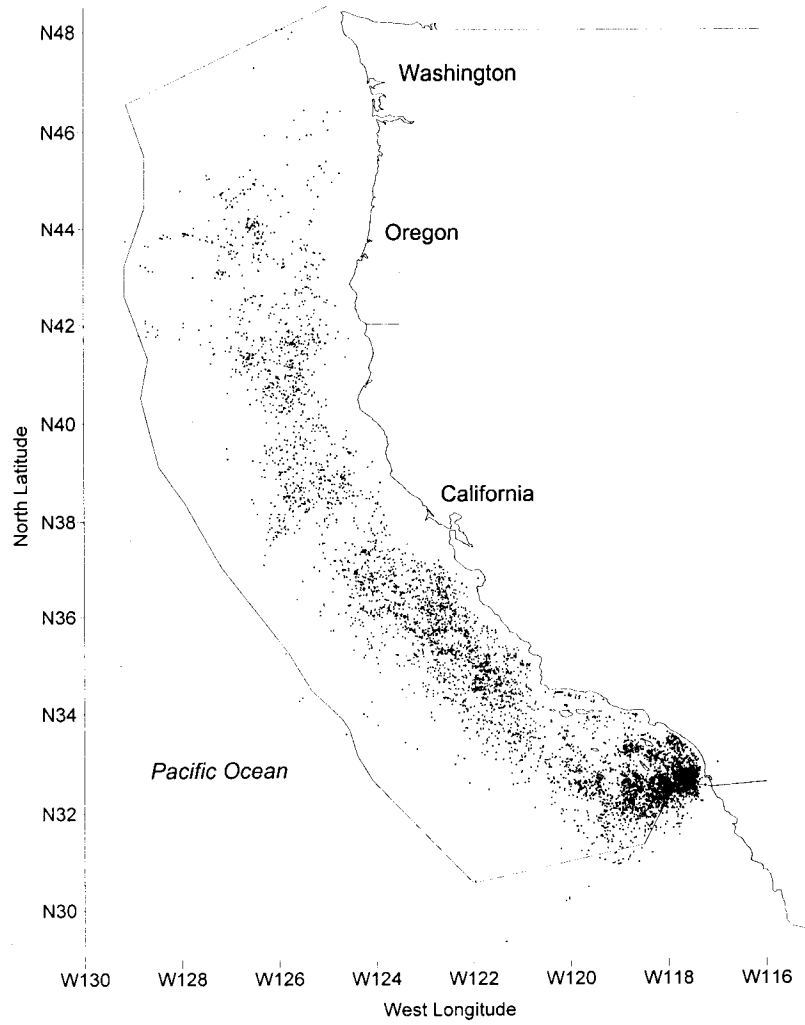 N48
Washington
N46
N44
Oregon
N42
N40
California
N38
N36
N34
Pacific Ocean
N32
N30
W130 W128 W126 W124 W122 W120 W118 W116
West Longitude
North Latitude